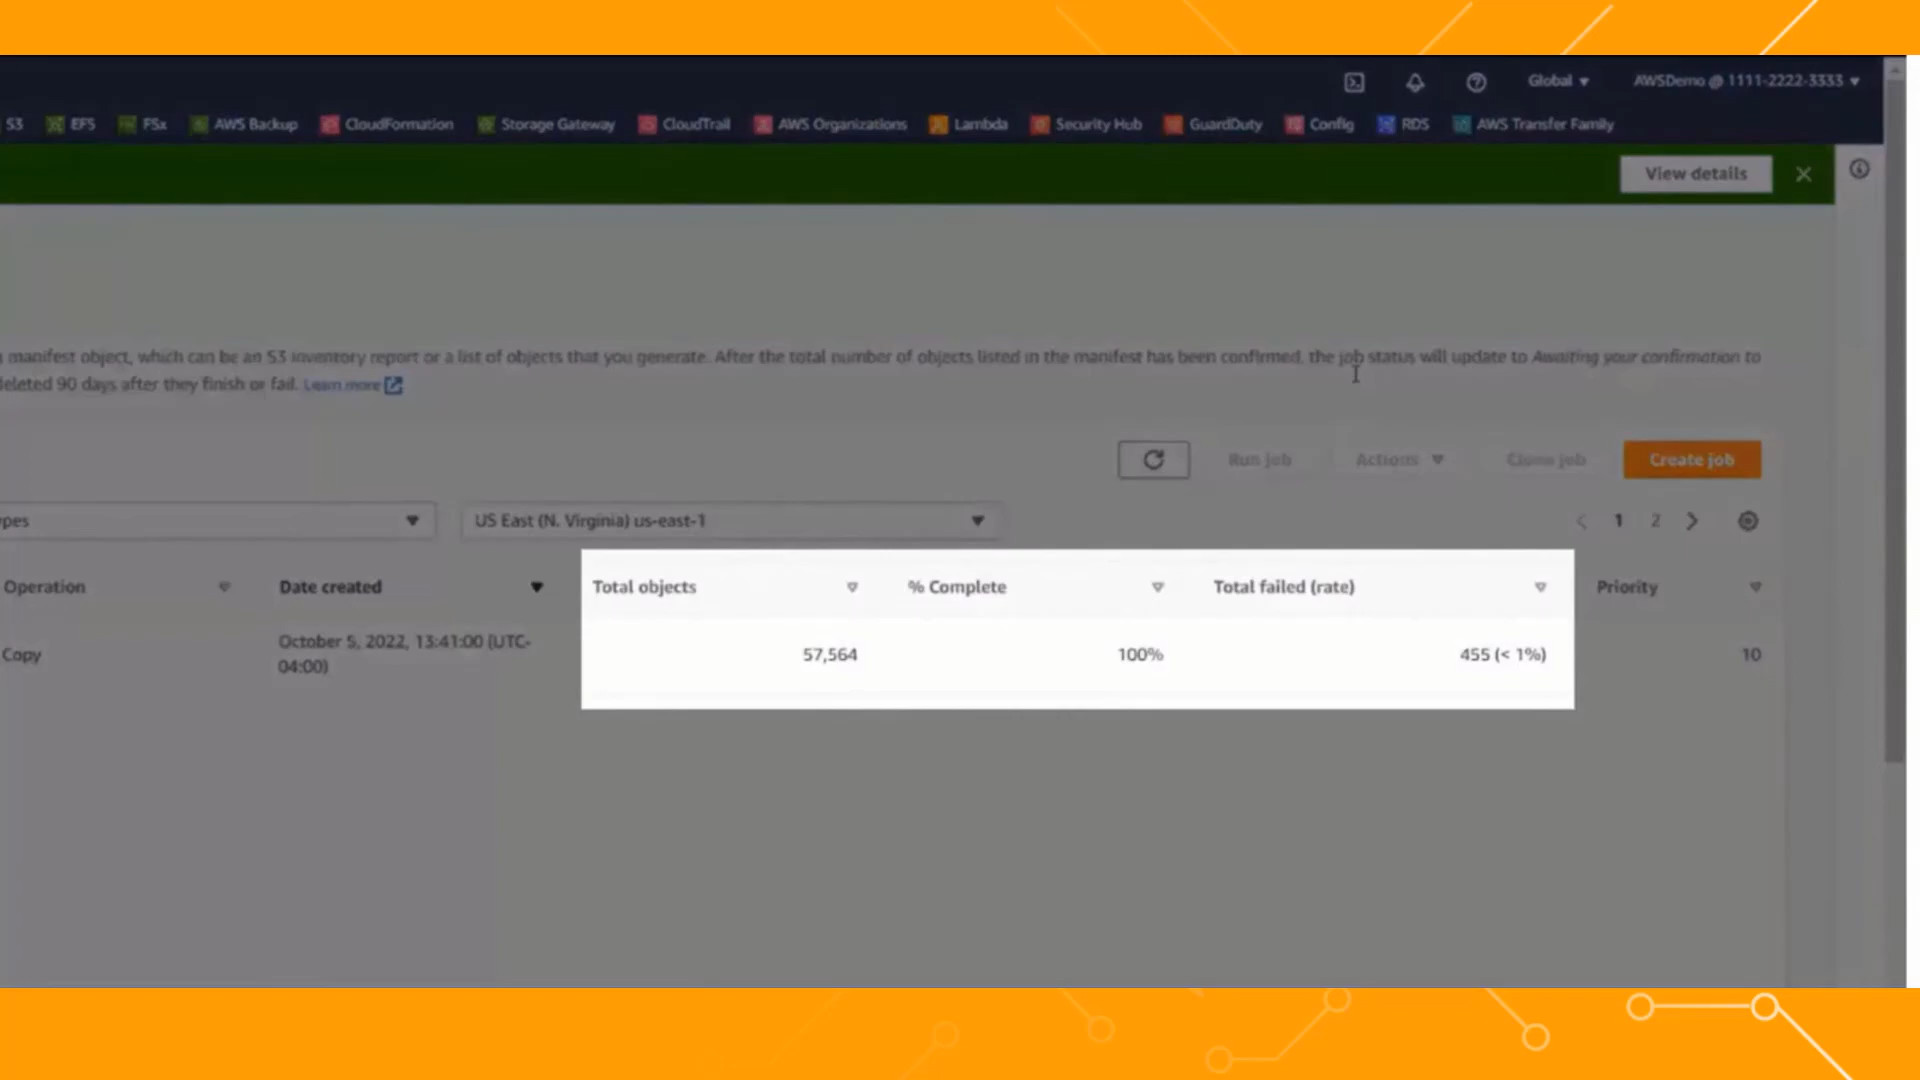 Global
AWSDemo @ 1111-2222-3333
S3 EFS FSx AWS Backup CloudFormation Storage Gateway CloudTrail AWS Organizations Lambda Security Hub GuardDuty Config RDS AWS Transfer Family
View details
manifest object, which can be an S3 inventory report or a list of objects that you generate. After the total number of objects listed in the manifest has been confirmed, the job status will update to Awaiting your confirmation to
deleted 90 days after they finish or fail. Learn more
Run job Actions Clone job Create job
pes US East (N. Virginia) us-east-1 1 2
Operation Date created Total objects % Complete Total failed (rate) Priority
Copy October 5, 2022, 13:41:00 (UTC-04:00) 57,564 100% 455 (< 1%) 10